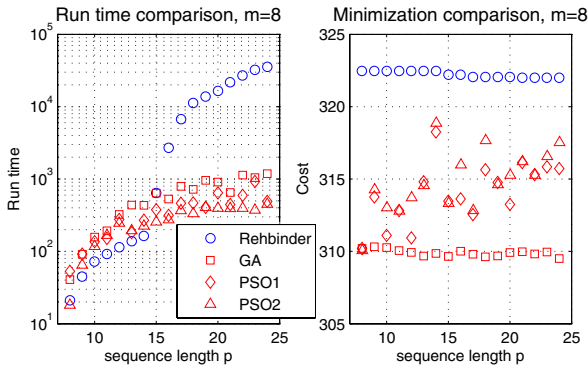 Run time comparison, m=8
Minimization comparison, m=8
10^5
10^4
10^3
10^2
10^1
Run time
10 15 20 25
sequence length p
Rehbinder
GA
PSO1
PSO2
325
320
315
310
305
Cost
10 15 20 25
sequence length p